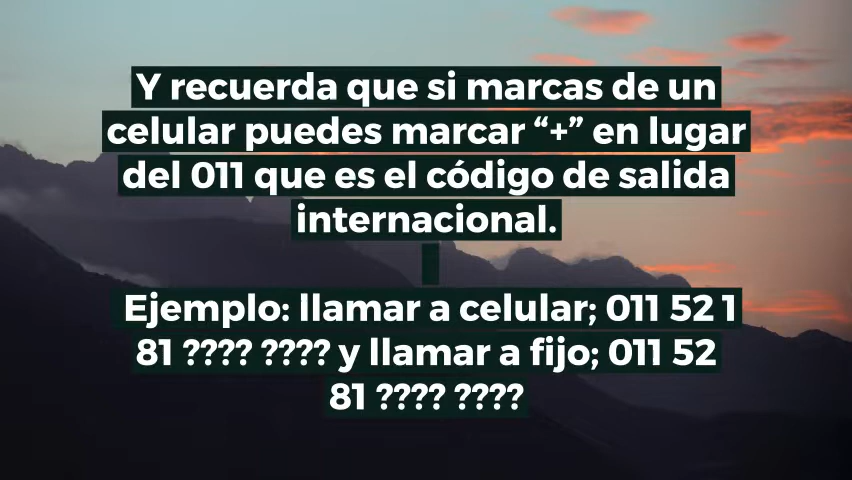 Y recuerda que si marcas de un
celular puedes marcar “+” en lugar
del 011 que es el código de salida
internacional.
Ejemplo: llamar a celular; 011 52 1
81 ???? ???? y llamar a fijo; 011 52
81 ???? ????